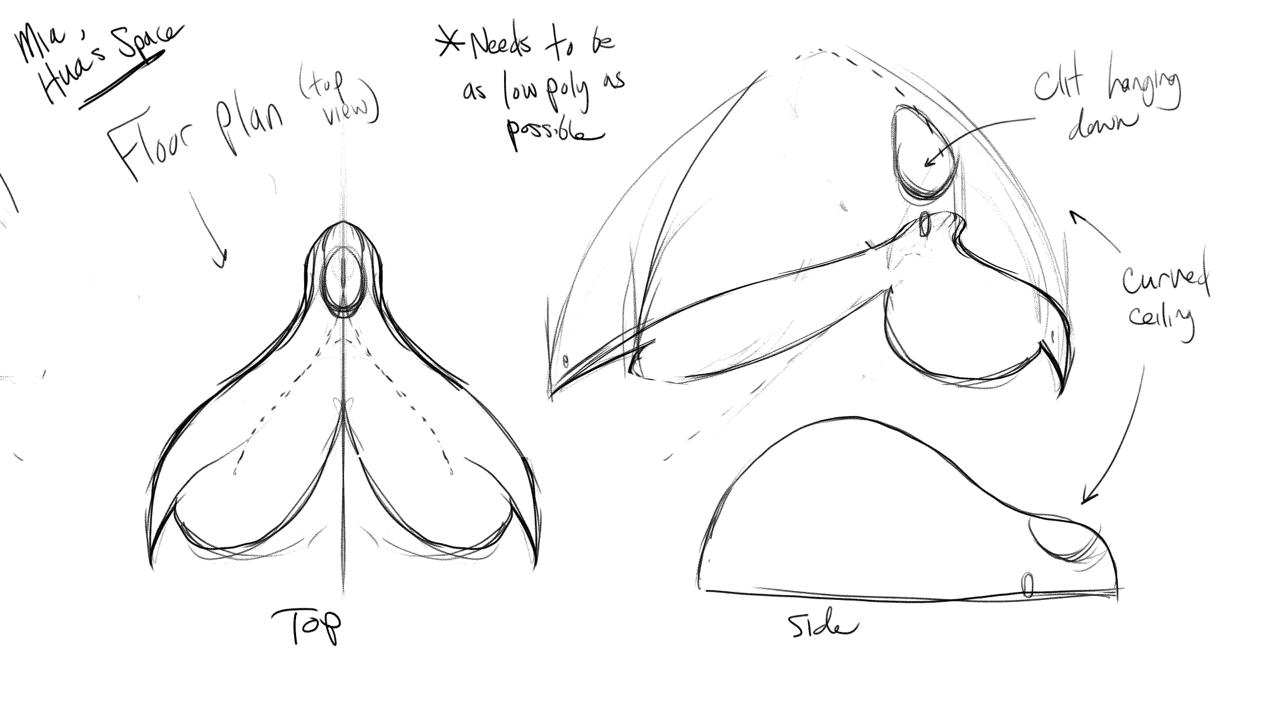 Mia,
Hua's Space
Floor plan (top
view)
*Needs to be
as low poly as
possible
Clit hanging
down
Curved
ceiling
Top
Side